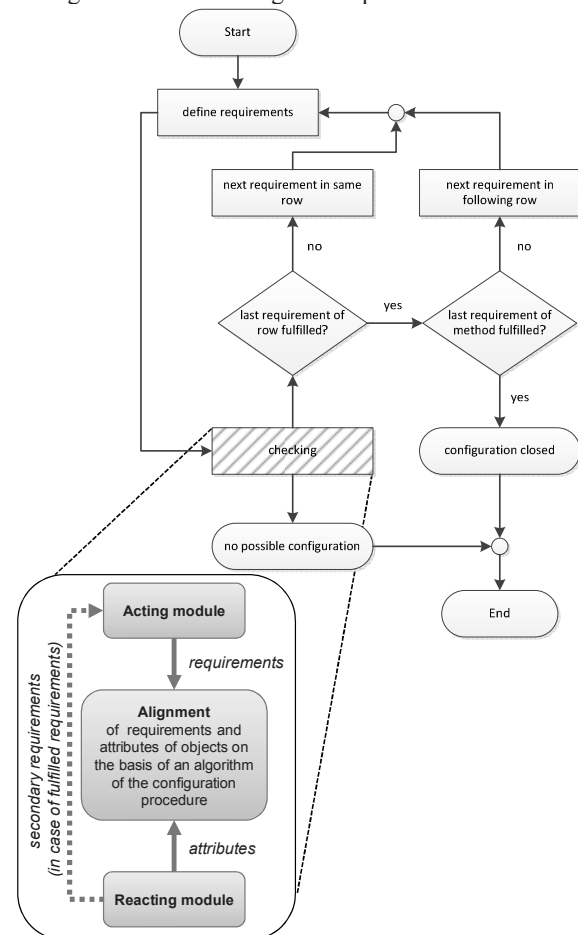 Start
define requirements
next requirement in same
row
next requirement in
following row
no
no
last requirement of
row fulfilled?
yes
last requirement of
method fulfilled?
yes
checking
configuration closed
no possible configuration
End
Acting module
requirements
secondary requirements
(in case of fulfilled requirements)
Alignment
of requirements and
attributes of objects on
the basis of an algorithm
of the configuration
procedure
attributes
Reacting module